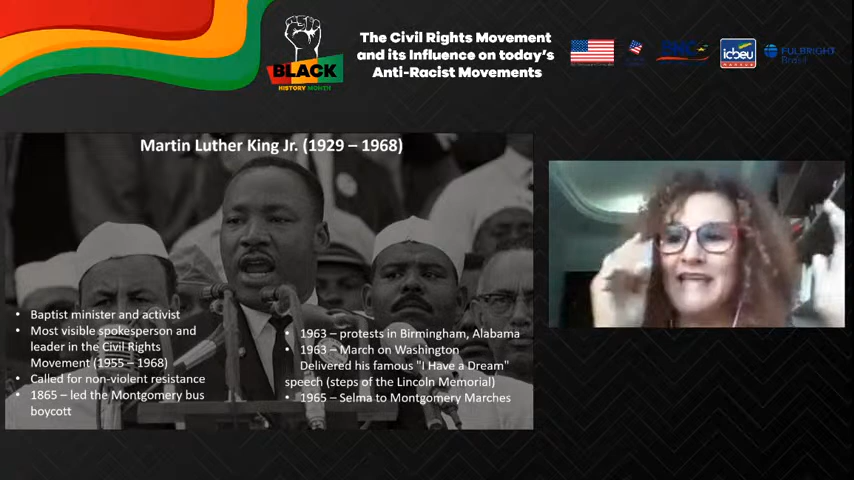 The Civil Rights Movement
and its Influence on today's
Anti-Racist Movements
BLACK
HISTORY MONTH
icbeu
FULBRIGHT
Brasil
Martin Luther King Jr. (1929 – 1968)
• Baptist minister and activist
• Most visible spokesperson and
leader in the Civil Rights
Movement (1955 – 1968)
• Called for non-violent resistance
• 1865 – led the Montgomery bus
boycott
• 1963 – protests in Birmingham, Alabama
• 1963 – March on Washington
Delivered his famous "I Have a Dream"
speech (steps of the Lincoln Memorial)
• 1965 – Selma to Montgomery Marches